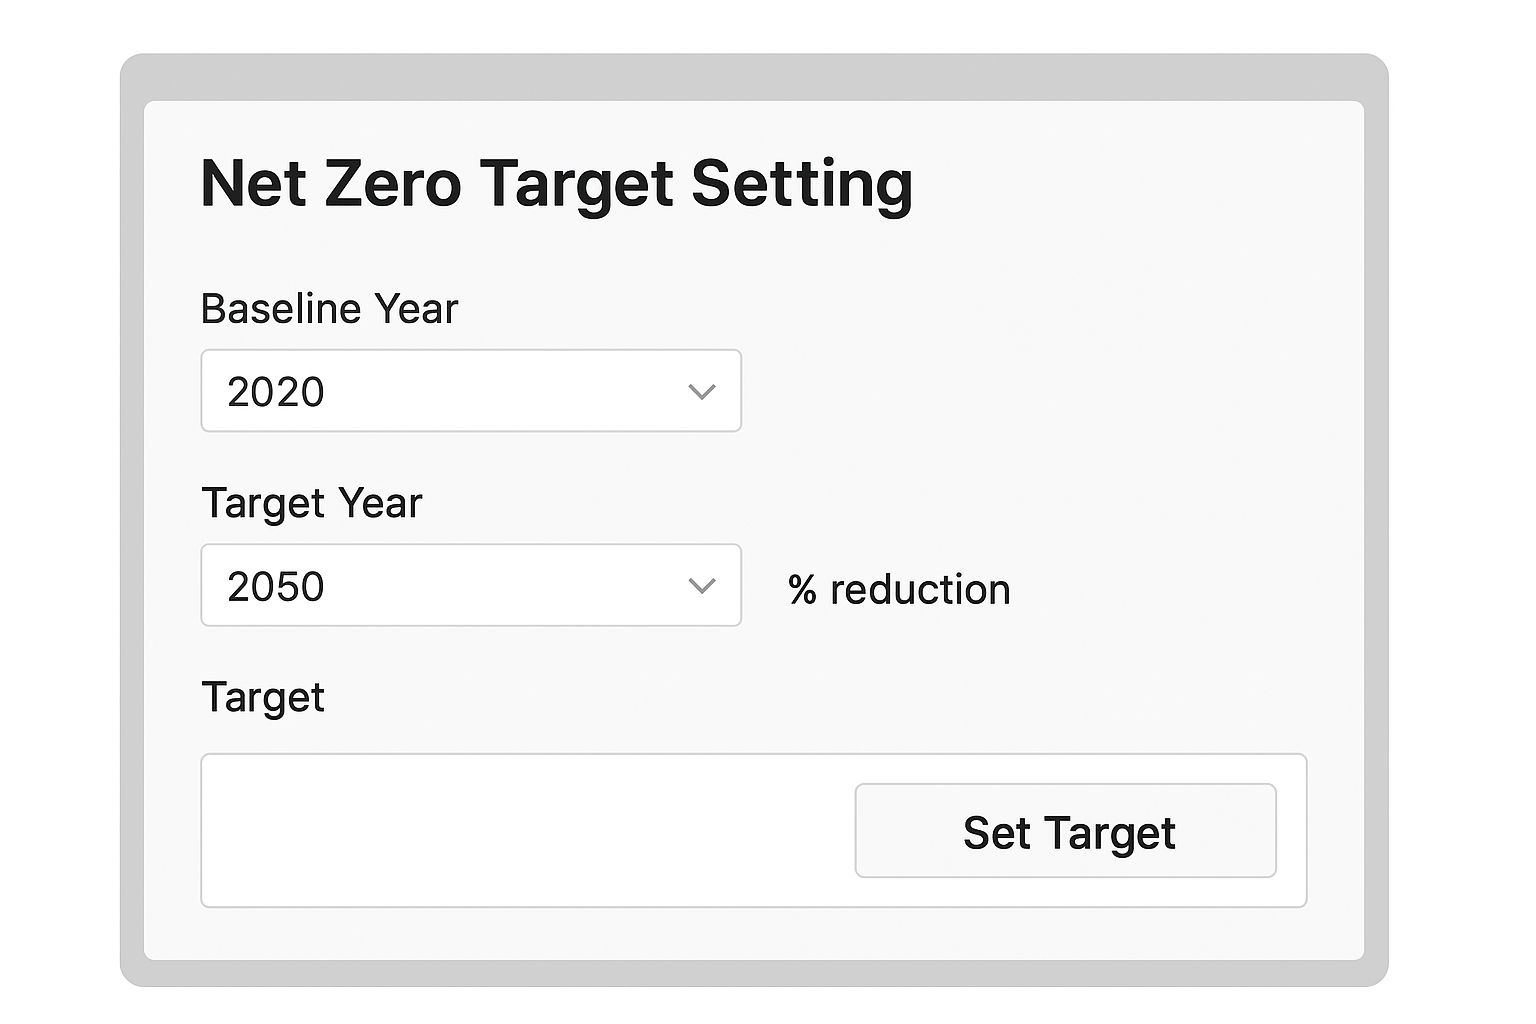 Net Zero Target Setting
Baseline Year
2020
Target Year
2050
% reduction
Target
Set Target